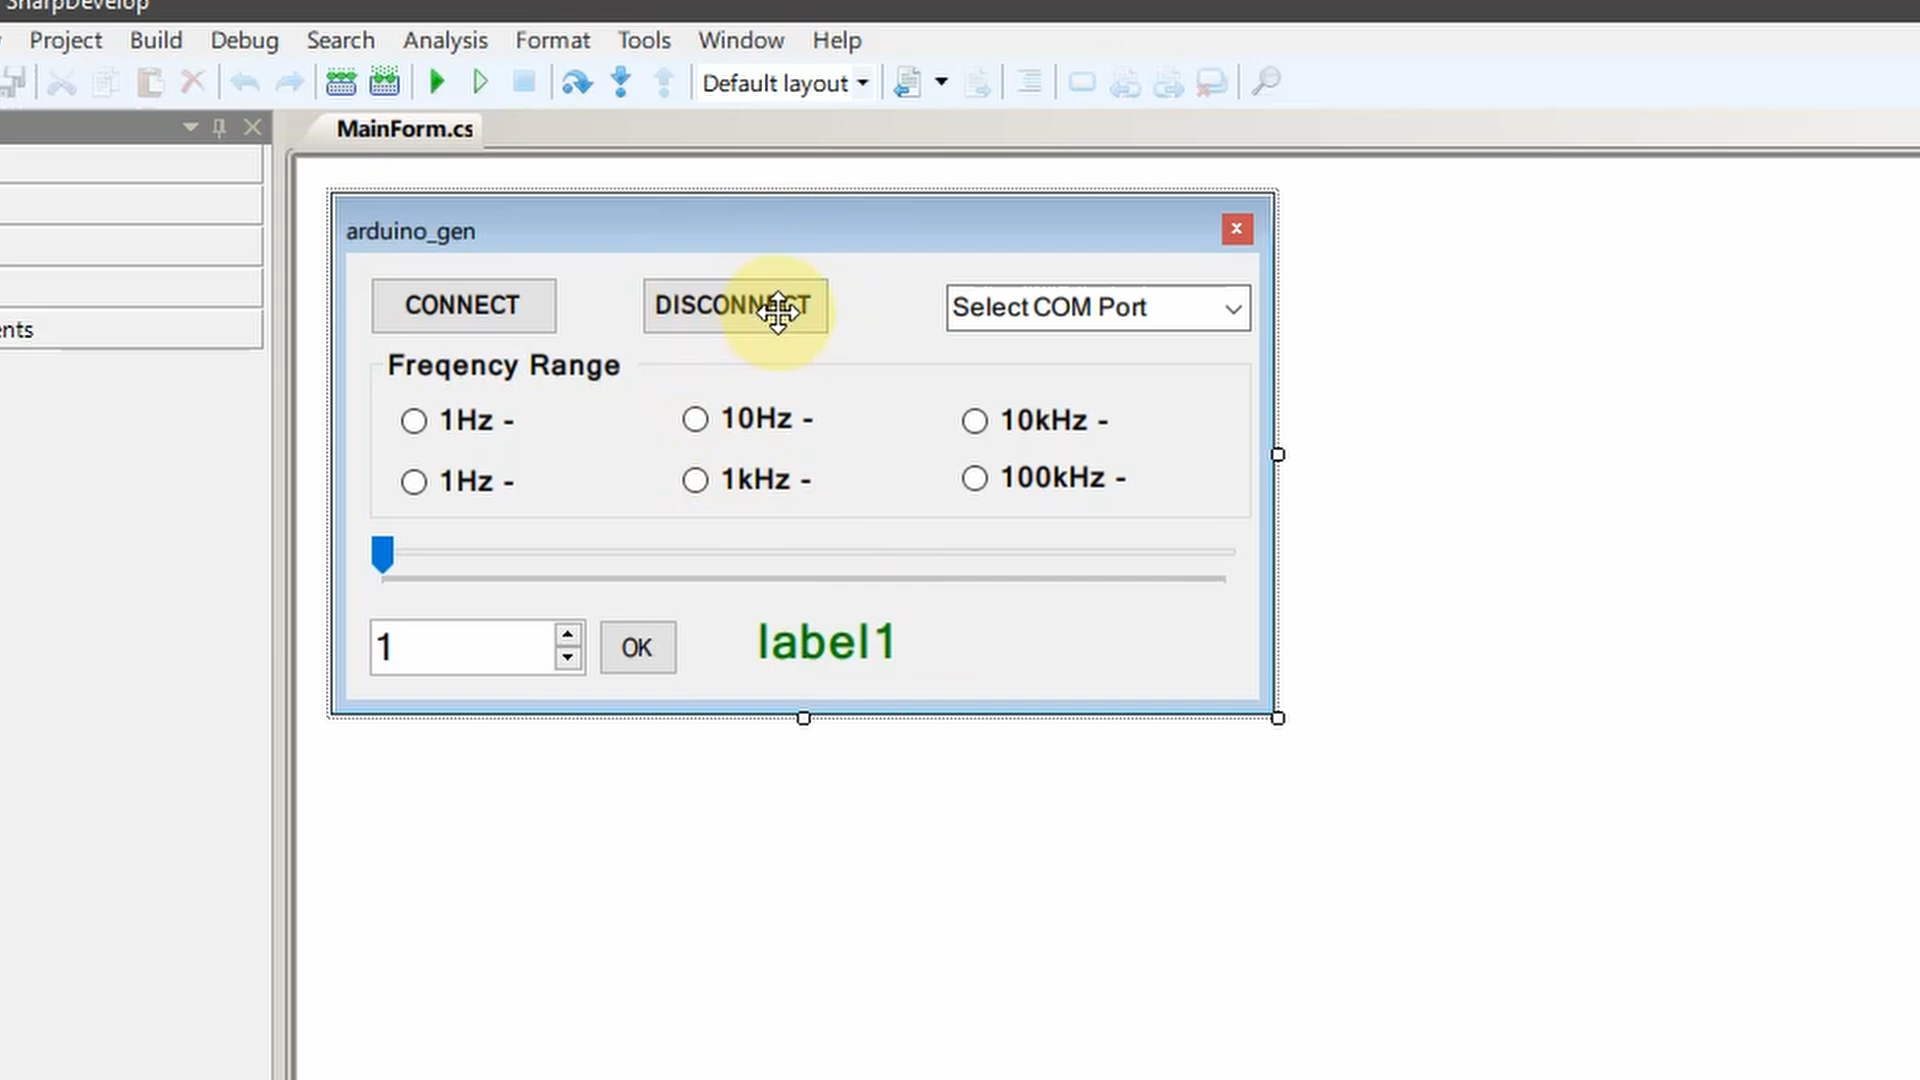 SharpDevelop
Project Build Debug Search Analysis Format Tools Window Help
Default layout
MainForm.cs
ents
arduino_gen
CONNECT DISCONNECT Select COM Port
Freqency Range
1Hz - 10Hz - 10kHz -
1Hz - 1kHz - 100kHz -
1 OK label1